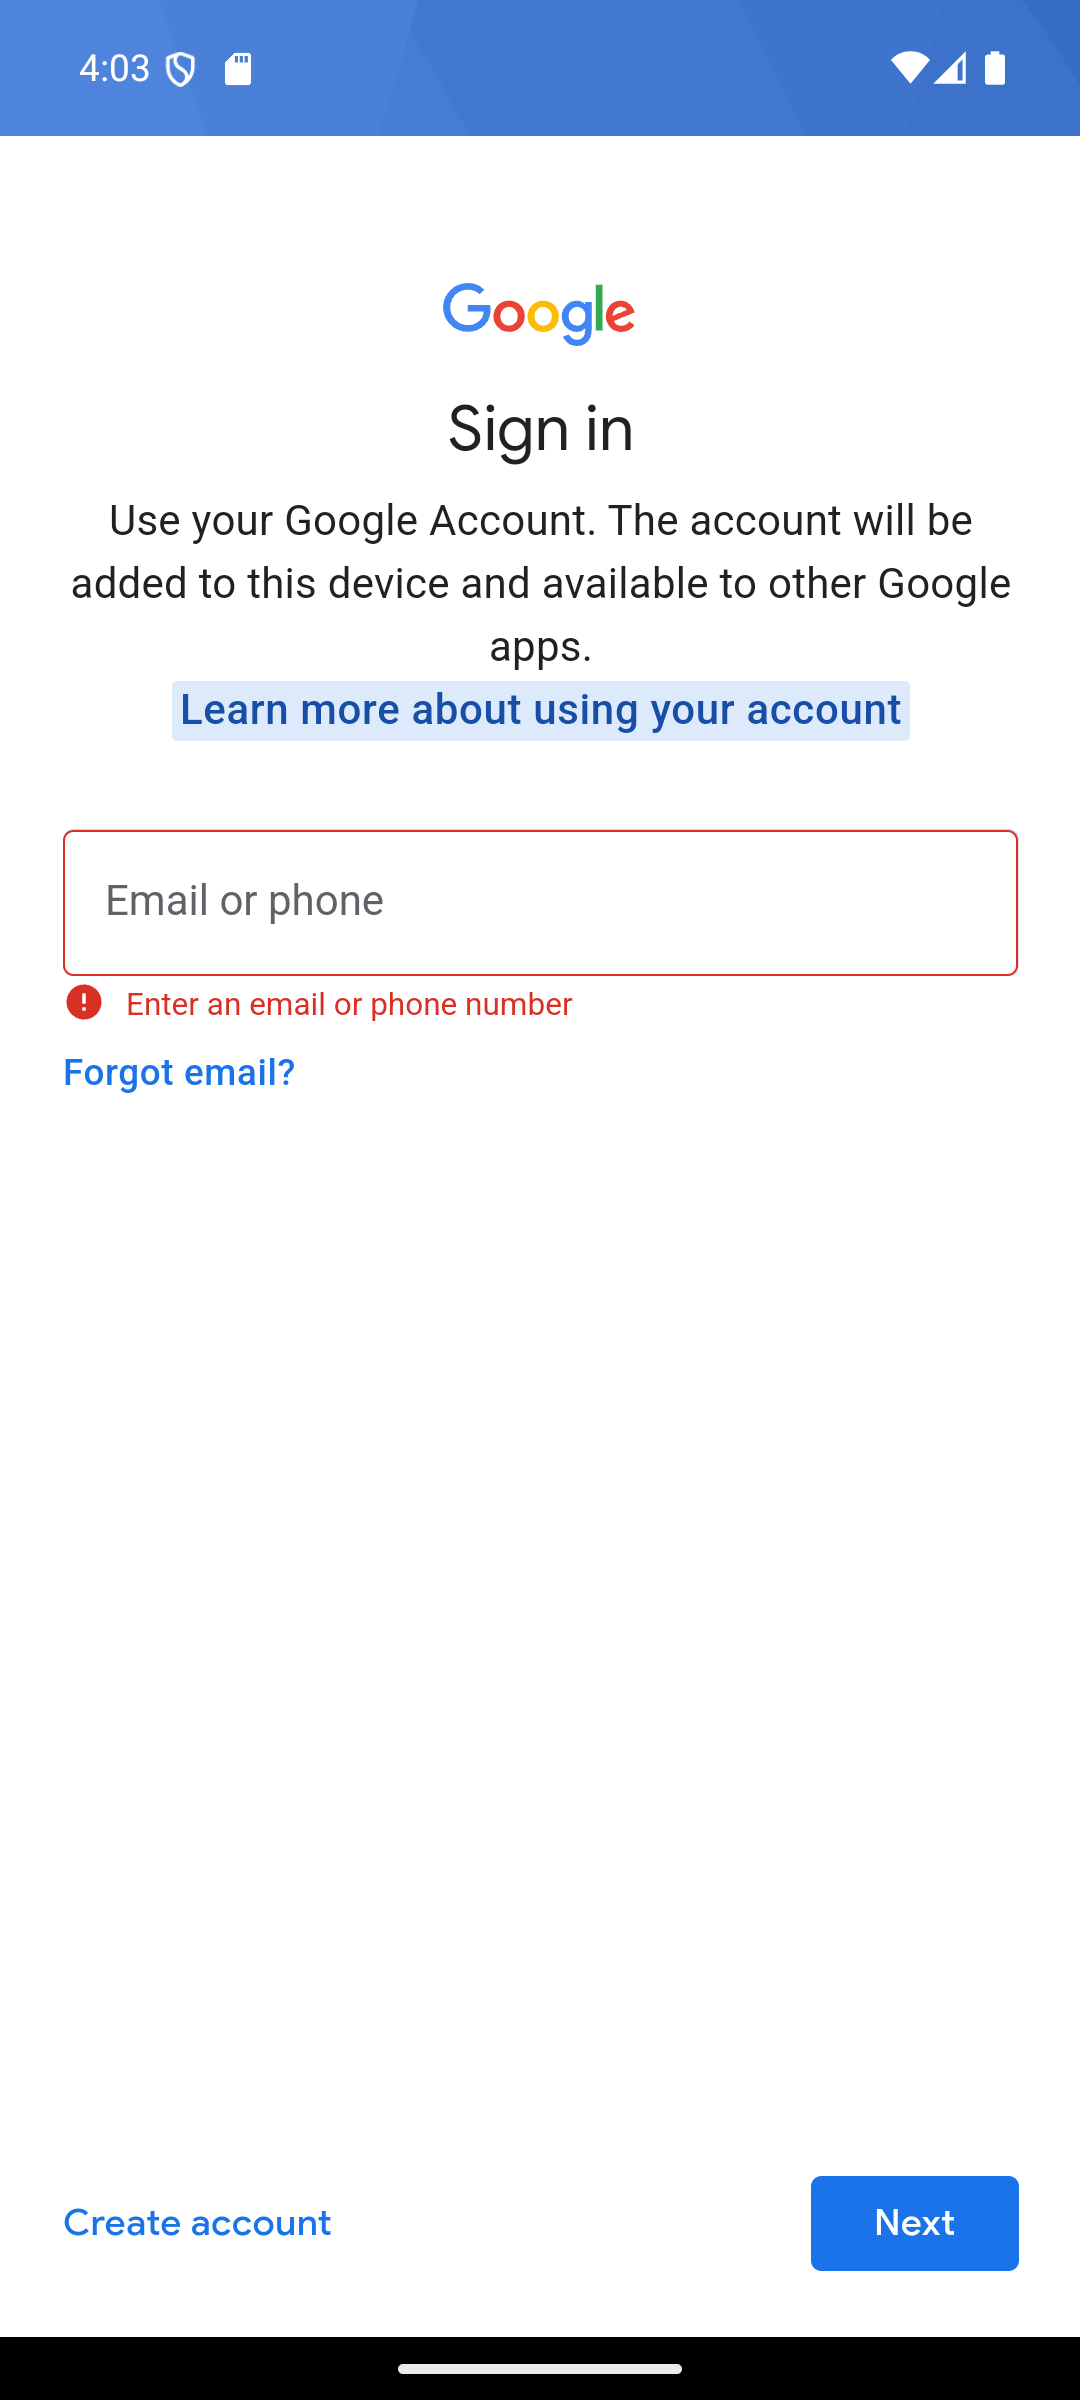 4:03
Google
Sign in
Use your Google Account. The account will be
added to this device and available to other Google
apps.
Learn more about using your account
Email or phone
Enter an email or phone number
Forgot email?
Create account
Next